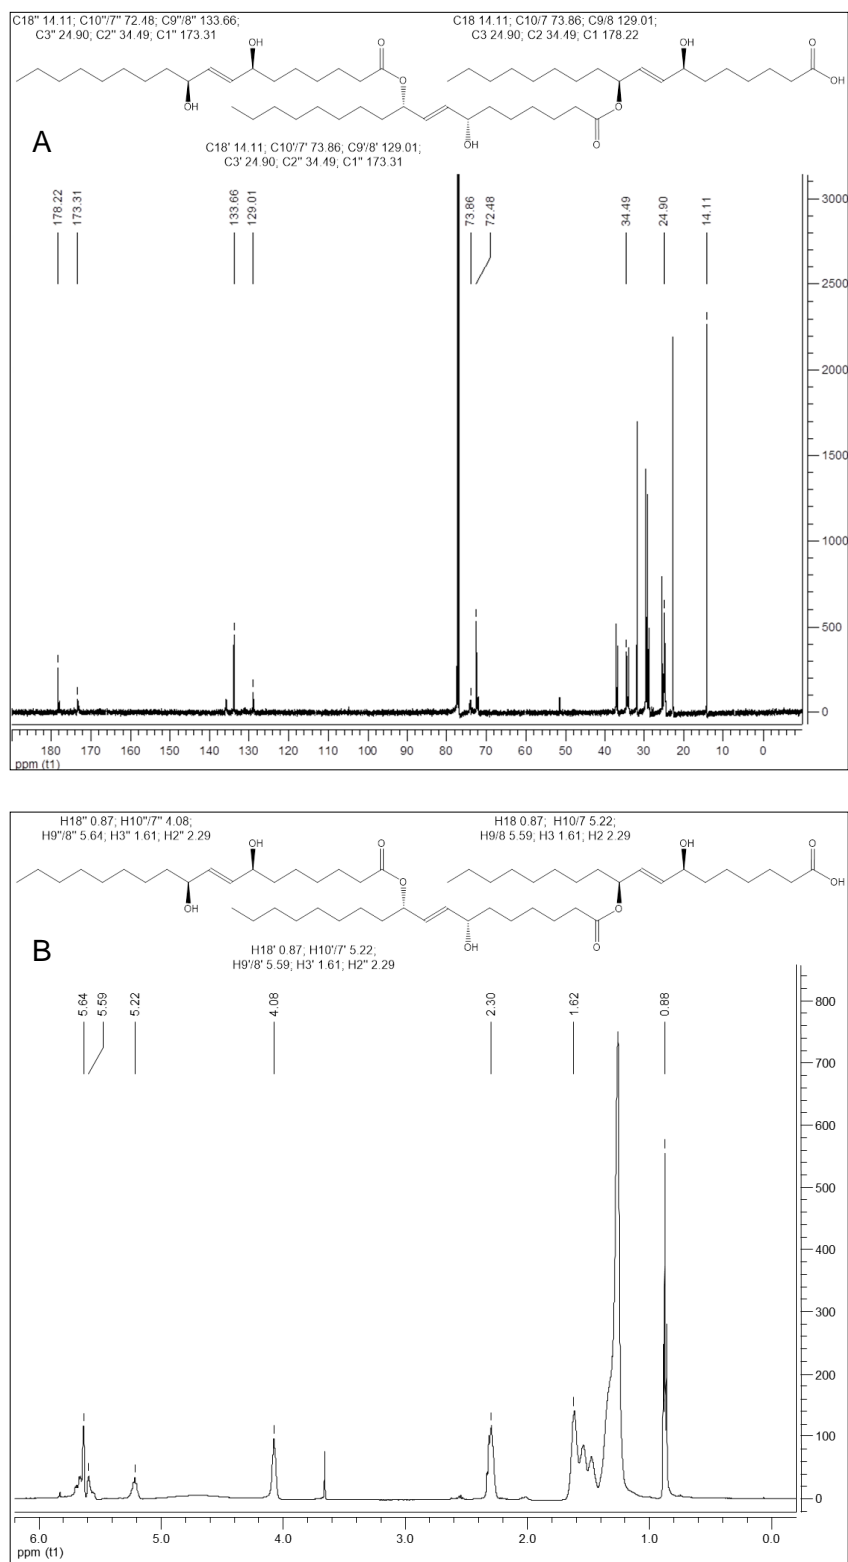 C18" 14.11; C10"/7" 72.48; C9"/8" 133.66;
C3" 24.90; C2" 34.49; C1" 173.31
C18 14.11; C10/7 73.86; C9/8 129.01;
C3 24.90; C2 34.49; C1 178.22
OH
O
OH
O
OH
O
OH
O
OH
O
A
C18' 14.11; C10'/7' 73.86; C9'/8' 129.01;
C3' 24.90; C2" 34.49; C1" 173.31
178.22
173.31
133.66
129.01
73.86
72.48
34.49
24.90
14.11
3000
2500
2000
1500
1000
500
0
180 170 160 150 140 130 120 110 100 90 80 70 60 50 40 30 20 10 0
ppm (t1)
H18" 0.87; H10"/7" 4.08;
H9"/8" 5.64; H3" 1.61; H2" 2.29
H18 0.87; H10/7 5.22;
H9/8 5.59; H3 1.61; H2 2.29
OH
O
OH
O
OH
O
OH
O
OH
O
B
H18' 0.87; H10'/7' 5.22;
H9'/8' 5.59; H3' 1.61; H2" 2.29
5.64
5.59
5.22
4.08
2.30
1.62
0.88
800
700
600
500
400
300
200
100
0
6.0 5.0 4.0 3.0 2.0 1.0 0.0
ppm (t1)